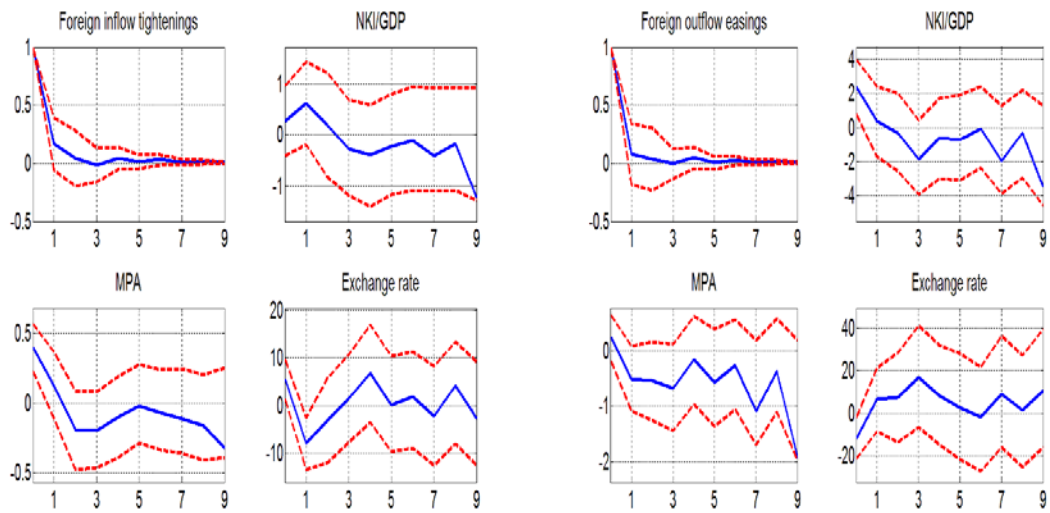 Foreign inflow tightenings
NKI/GDP
Foreign outflow easings
NKI/GDP
1
0.5
0
-0.5
1 3 5 7 9
1
0
-1
1 3 5 7 9
1
0.5
0
-0.5
1 3 5 7 9
4
2
0
-2
-4
1 3 5 7 9
MPA
Exchange rate
MPA
Exchange rate
0.5
0
-0.5
1 3 5 7 9
20
10
0
-10
1 3 5 7 9
0
-1
-2
1 3 5 7 9
40
20
0
-20
1 3 5 7 9